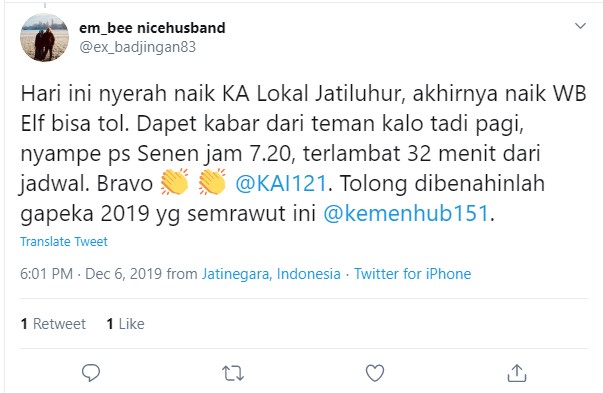 em_bee nicehusband
@ex_badjingan83
Hari ini nyerah naik KA Lokal Jatiluhur, akhirnya naik WB
Elf bisa tol. Dapet kabar dari teman kalo tadi pagi,
nyampe ps Senen jam 7.20, terlambat 32 menit dari
jadwal. Bravo 👏 👏 @KAI121. Tolong dibenahinlah
gapeka 2019 yg semrawut ini @kemenhub151.
Translate Tweet
6:01 PM · Dec 6, 2019 from Jatinegara, Indonesia · Twitter for iPhone
1 Retweet 1 Like